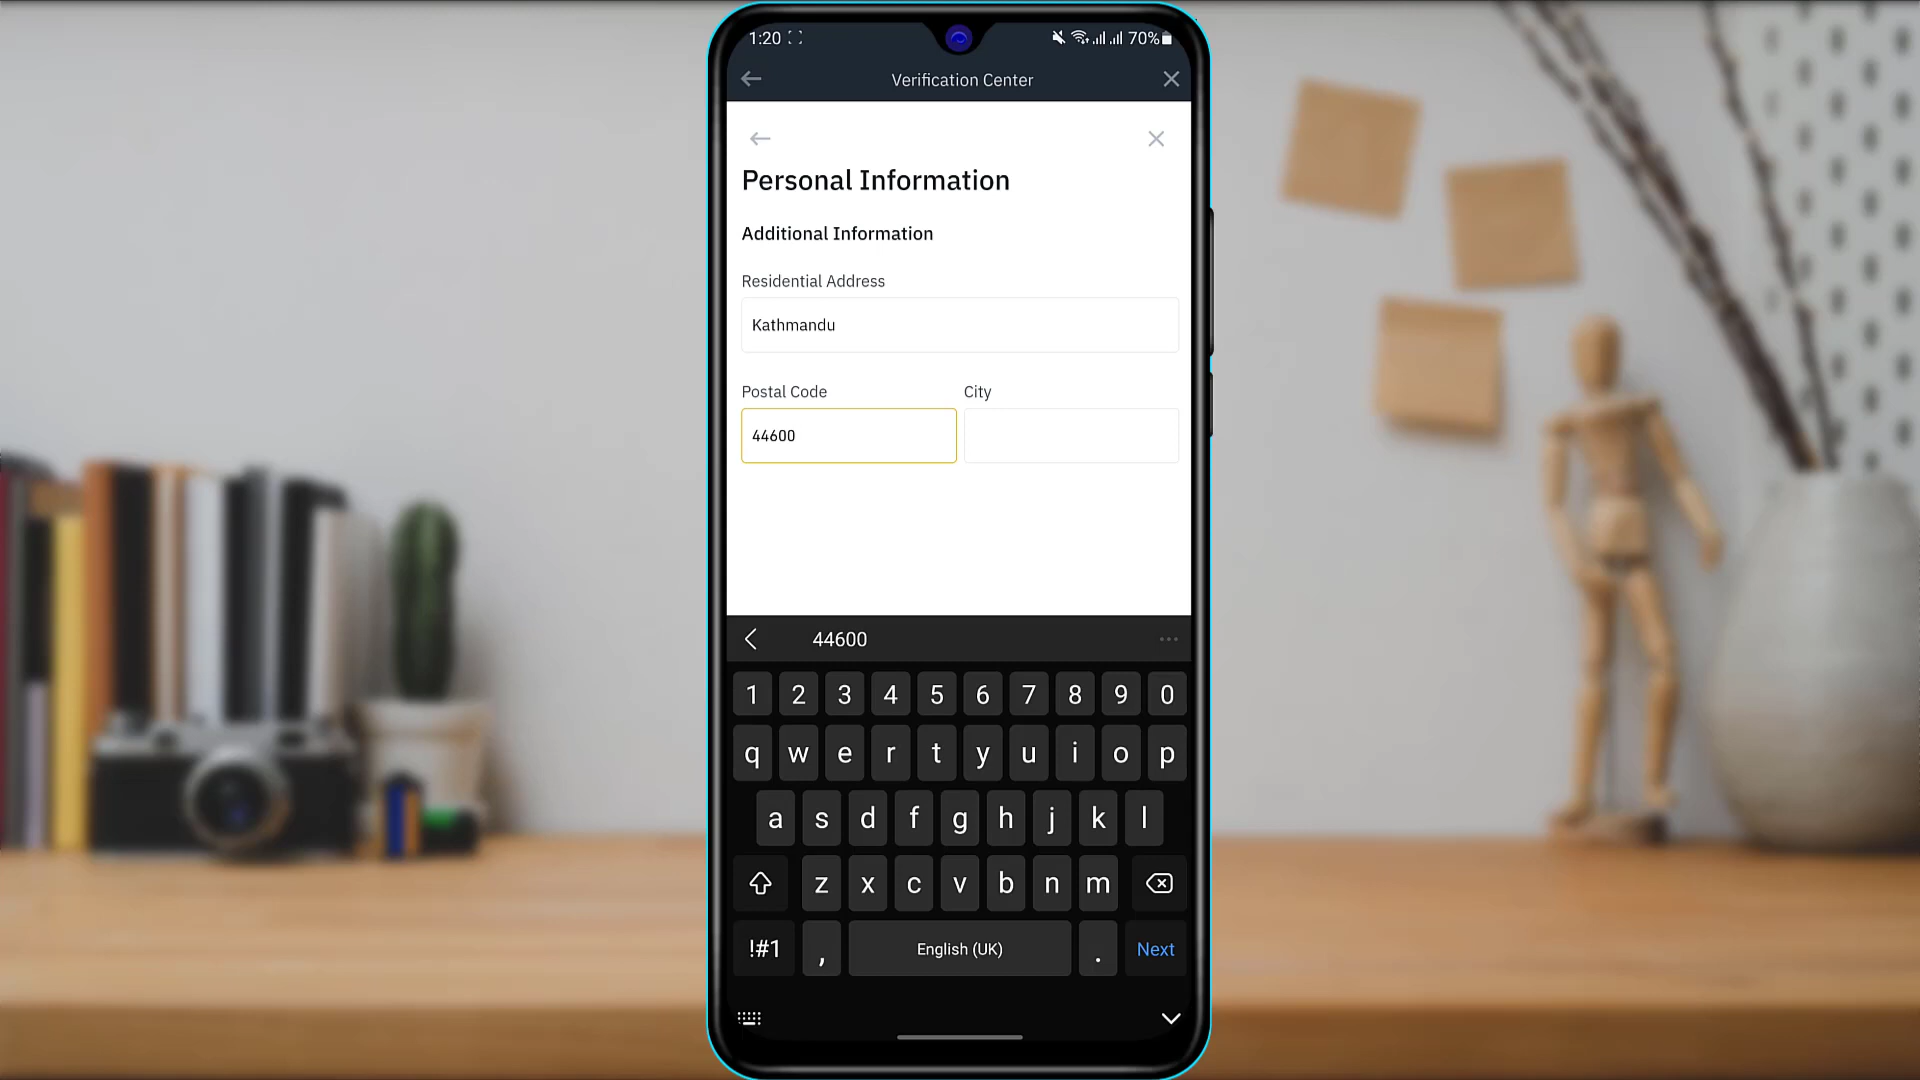 1:20 70%
Verification Center
Personal Information
Additional Information
Residential Address
Kathmandu
Postal Code City
44600
44600
1 2 3 4 5 6 7 8 9 0
q w e r t y u i o p
a s d f g h j k l
z x c v b n m
!#1 , English (UK) . Next